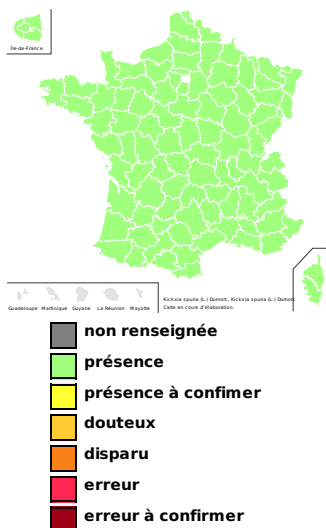 Île-de-France
Guadeloupe Martinique Guyane La Réunion Mayotte
Kickxia spuria (L.) Dumort., Kickxia spuria (L.) Dumort.
Carte en cours d'élaboration.
non renseignée
présence
présence à confimer
douteux
disparu
erreur
erreur à confirmer